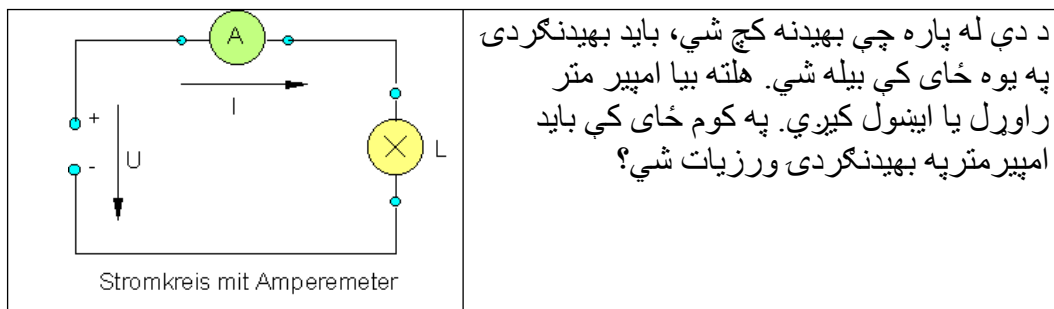 A
I
+
-
U
L
Stromkreis mit Amperemeter
د دې له پاره چې بهيدنه کچ شي، بايد بهيدنګردۍ
په يوه ځای کې بيله شي. هلته بيا امپير متر
راوړل يا ايښول کيږي. په کوم ځای کې بايد
امپيرمترپه بهيدنګردۍ ورزيات شي؟